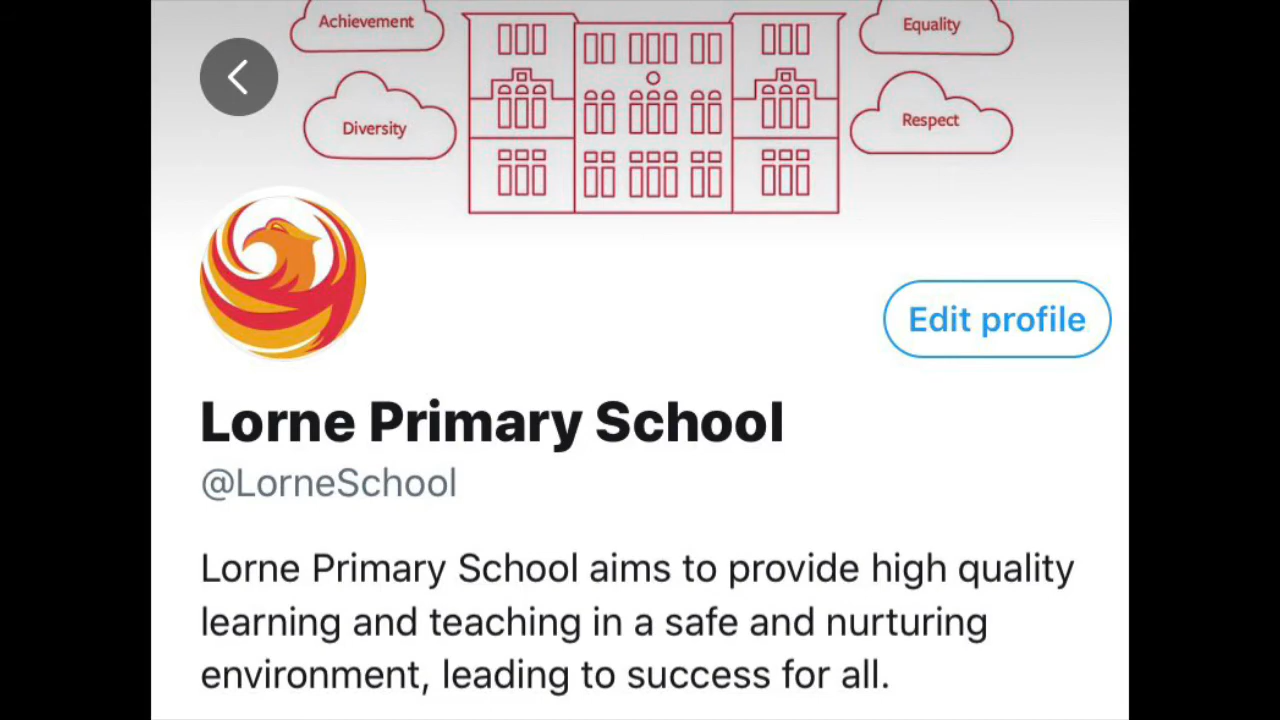 Achievement
Equality
Diversity
Respect
Edit profile
Lorne Primary School
@LorneSchool
Lorne Primary School aims to provide high quality
learning and teaching in a safe and nurturing
environment, leading to success for all.